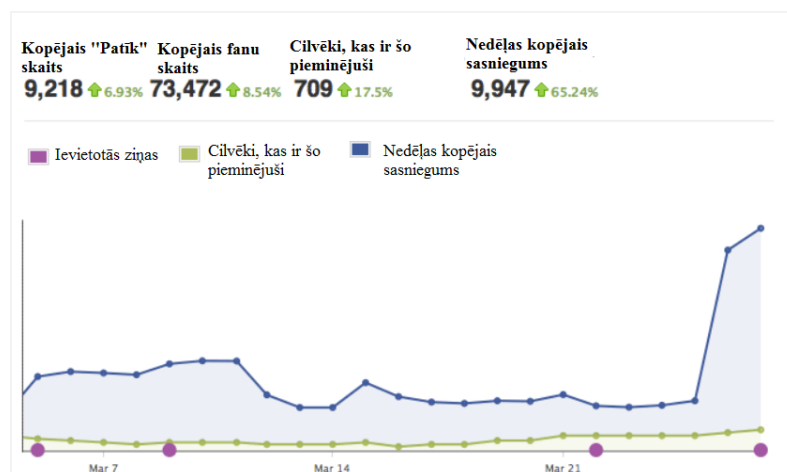 Kopējais "Patīk"
skaits
9,218 6.93%
Kopējais fanu
skaits
73,472 8.54%
Cilvēki, kas ir šo
pieminējuši
709 17.5%
Nedēļas kopējais
sasniegums
9,947 65.24%
Ievietotās ziņas
Cilvēki, kas ir šo
pieminējuši
Nedēļas kopējais
sasniegums
Mar 7
Mar 14
Mar 21